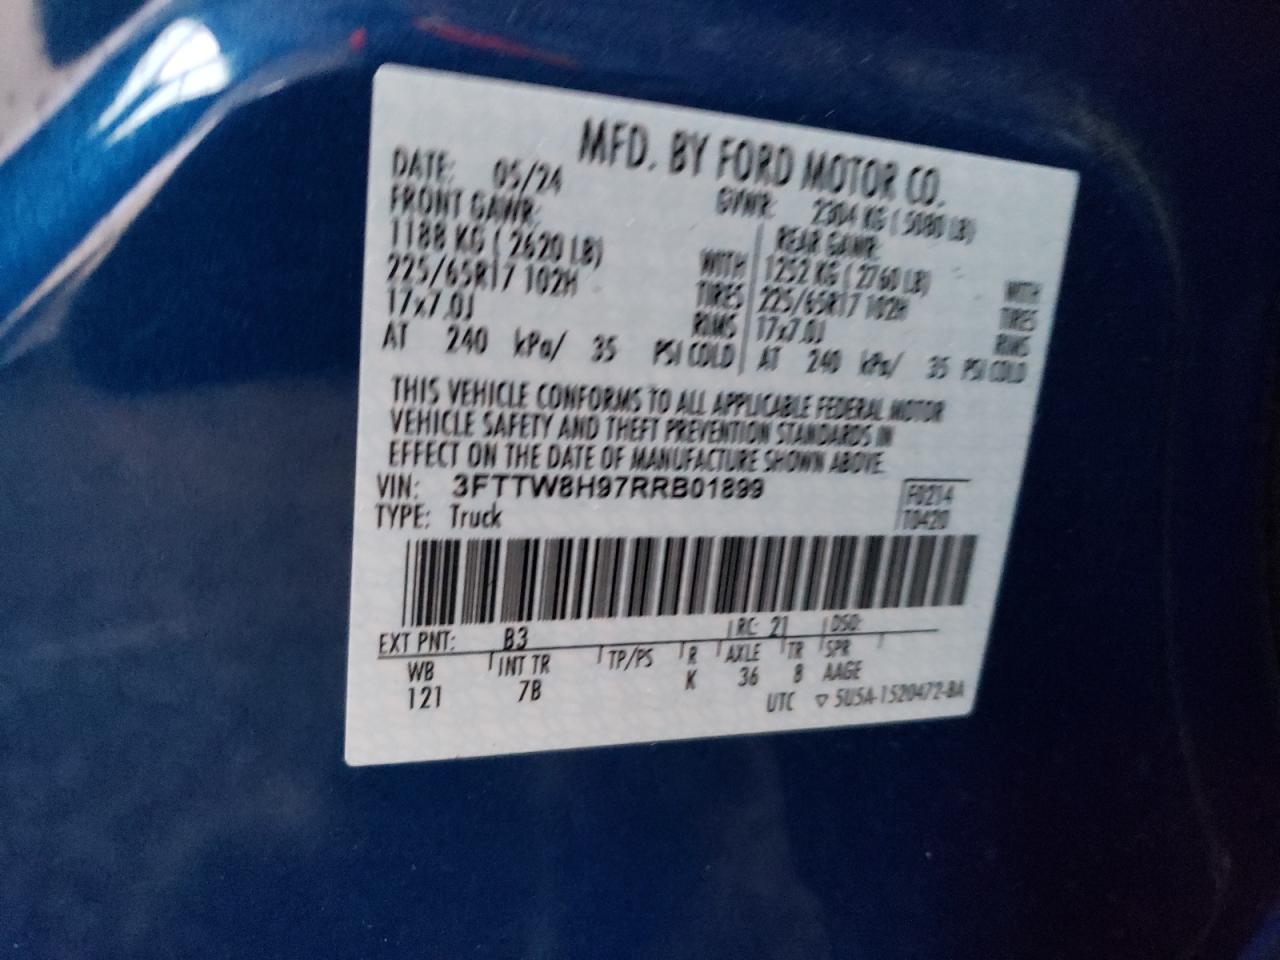 MFD. BY FORD MOTOR CO.
DATE: 05/24 GVWR: 2304 KG ( 5080 LB)
FRONT GAWR: REAR GAWR:
1188 KG ( 2620 LB) WITH 1252 KG ( 2760 LB) WITH
225/65R17 102H TIRES 225/65R17 102H TIRES
17x7.0J RIMS 17x7.0J RIMS
AT 240 kPa/ 35 PSI COLD AT 240 kPa/ 35 PSI COLD
THIS VEHICLE CONFORMS TO ALL APPLICABLE FEDERAL MOTOR
VEHICLE SAFETY AND THEFT PREVENTION STANDARDS IN
EFFECT ON THE DATE OF MANUFACTURE SHOWN ABOVE.
VIN: 3FTTW8H97RRB01899 F0214
TYPE: Truck T0420
EXT PNT: B3 RC: 21 DSO:
WB INT TR TP/PS R AXLE TR SPR
121 7B K 36 8 AAGE
UTC ▽ 5U5A-1520472-BA